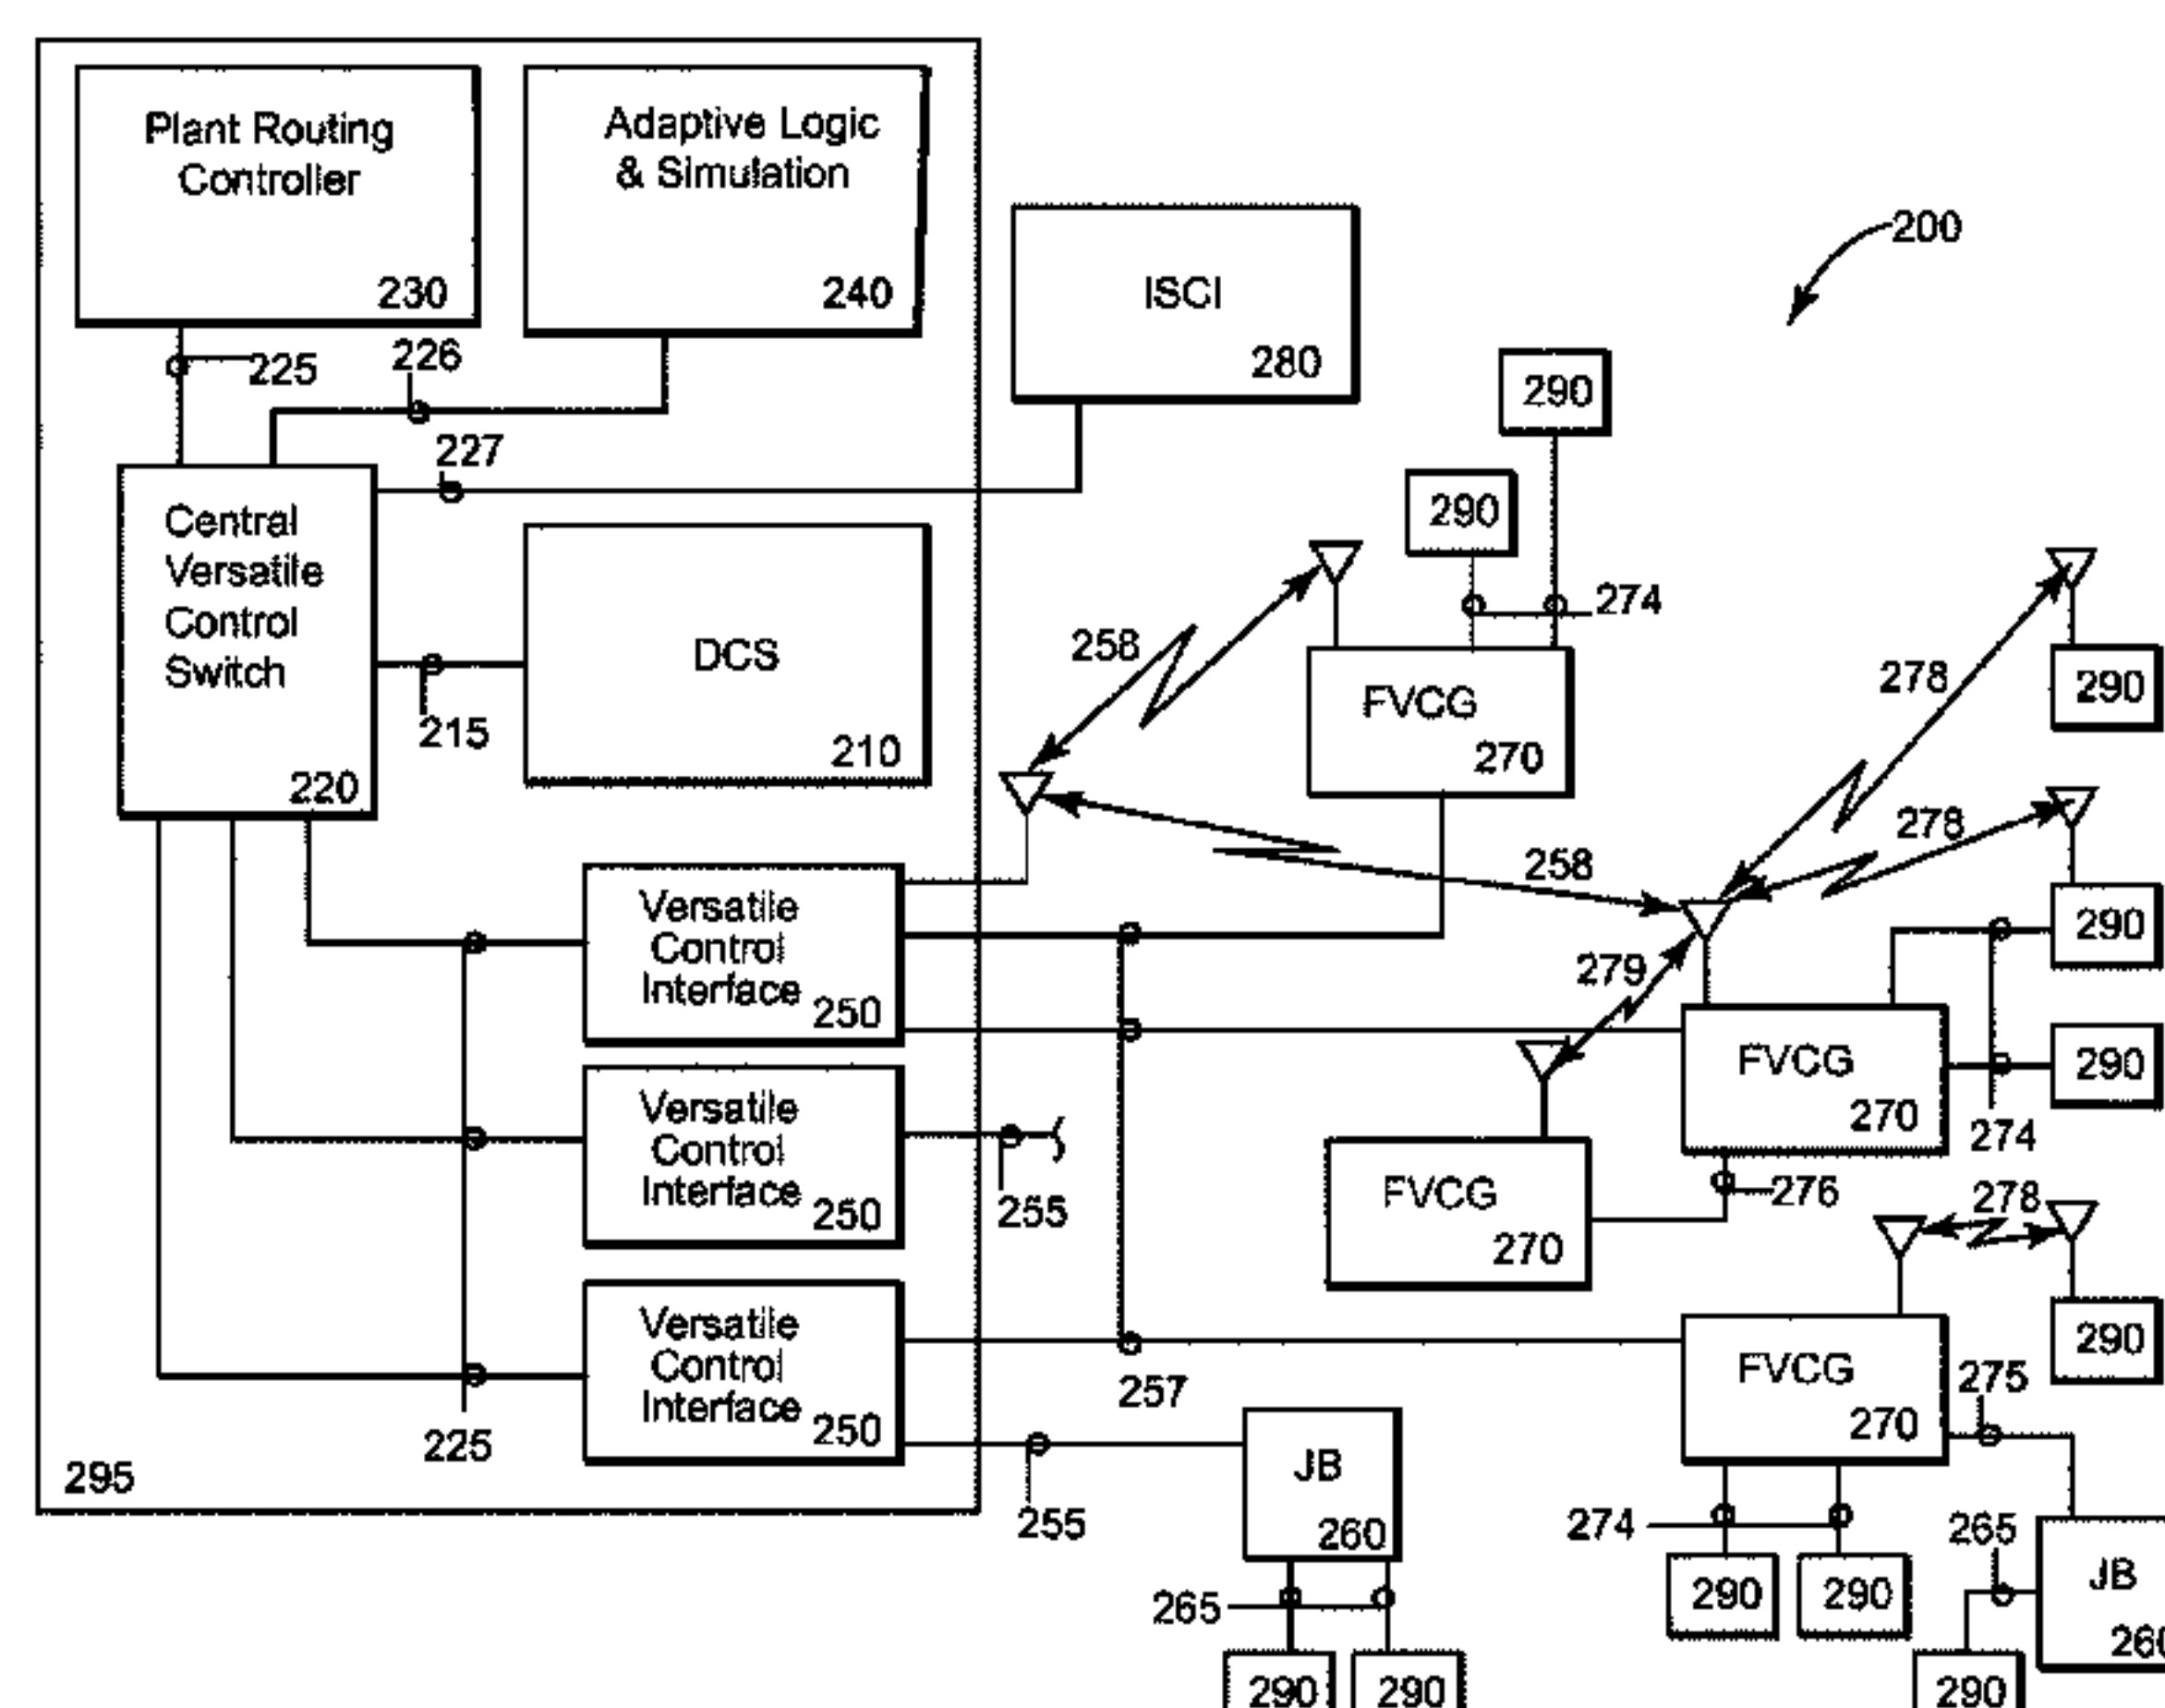 Plant Routing
Controller
230
Adaptive Logic
& Simulation
240
ISCI
280
200
225
226
227
290
290
274
Central
Versatile
Control
Switch
220
215
DCS
210
258
FVCG
270
278
290
278
258
290
Versatile
Control
Interface
250
279
FVCG
270
290
274
Versatile
Control
Interface
250
255
FVCG
270
276
278
290
Versatile
Control
Interface
250
257
FVCG
270
275
225
295
255
JB
260
274
290
290
265
JB
265
290
290
290